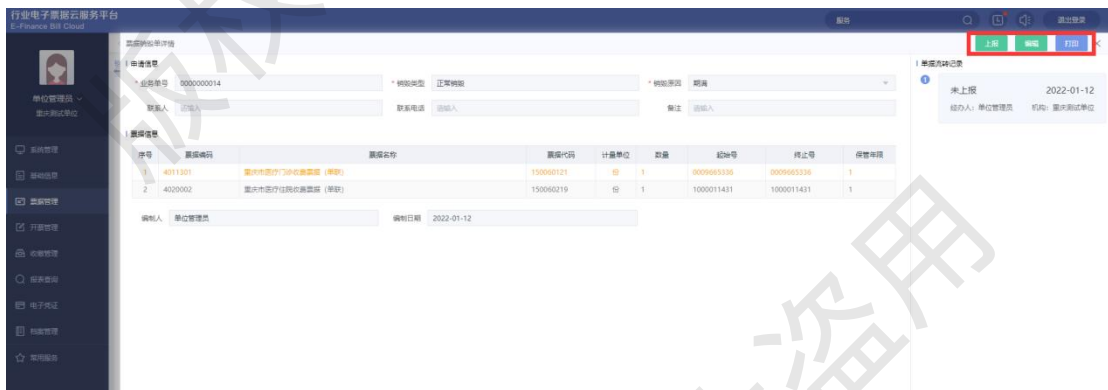 行业电子票据云服务平台
E-Finance Bill Cloud
服务
退出登录
票据销毁单详情
上报
编辑
打印
单位管理员
重庆测试单位
系统管理
基础信息
票据管理
开票管理
收缴管理
报表查询
电子凭证
档案管理
常用服务
申请信息
* 业务单号 0000000014
* 销毁类型 正常销毁
* 销毁原因 期满
联系人 请输入
联系电话 请输入
备注 请输入
票据信息
序号 票据编码 票据名称 票据代码 计量单位 数量 起始号 终止号 保管年限
1 4011301 重庆市医疗门诊收费票据 (单联) 150060121 份 1 0009665336 0009665336 1
2 4020002 重庆市医疗住院收费票据 (单联) 150060219 份 1 1000011431 1000011431 1
编制人 单位管理员
编制日期 2022-01-12
单据流转记录
未上报 2022-01-12
经办人: 单位管理员 机构: 重庆测试单位
版权
盗用